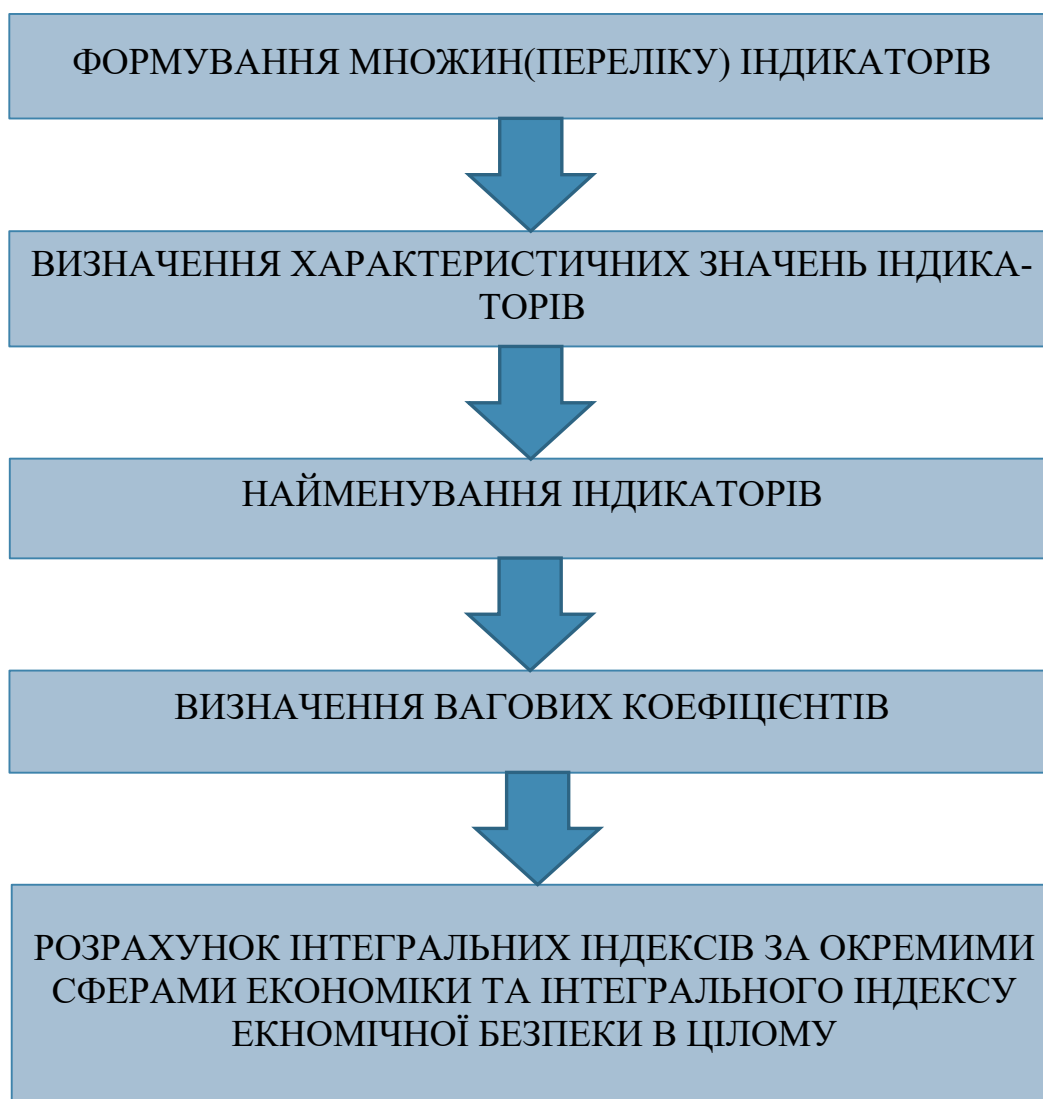 ФОРМУВАННЯ МНОЖИН(ПЕРЕЛІКУ) ІНДИКАТОРІВ
ВИЗНАЧЕННЯ ХАРАКТЕРИСТИЧНИХ ЗНАЧЕНЬ ІНДИКА-
ТОРІВ
НАЙМЕНУВАННЯ ІНДИКАТОРІВ
ВИЗНАЧЕННЯ ВАГОВИХ КОЕФІЦІЄНТІВ
РОЗРАХУНОК ІНТЕГРАЛЬНИХ ІНДЕКСІВ ЗА ОКРЕМИМИ
СФЕРАМИ ЕКОНОМІКИ ТА ІНТЕГРАЛЬНОГО ІНДЕКСУ
ЕКНОМІЧНОЇ БЕЗПЕКИ В ЦІЛОМУ